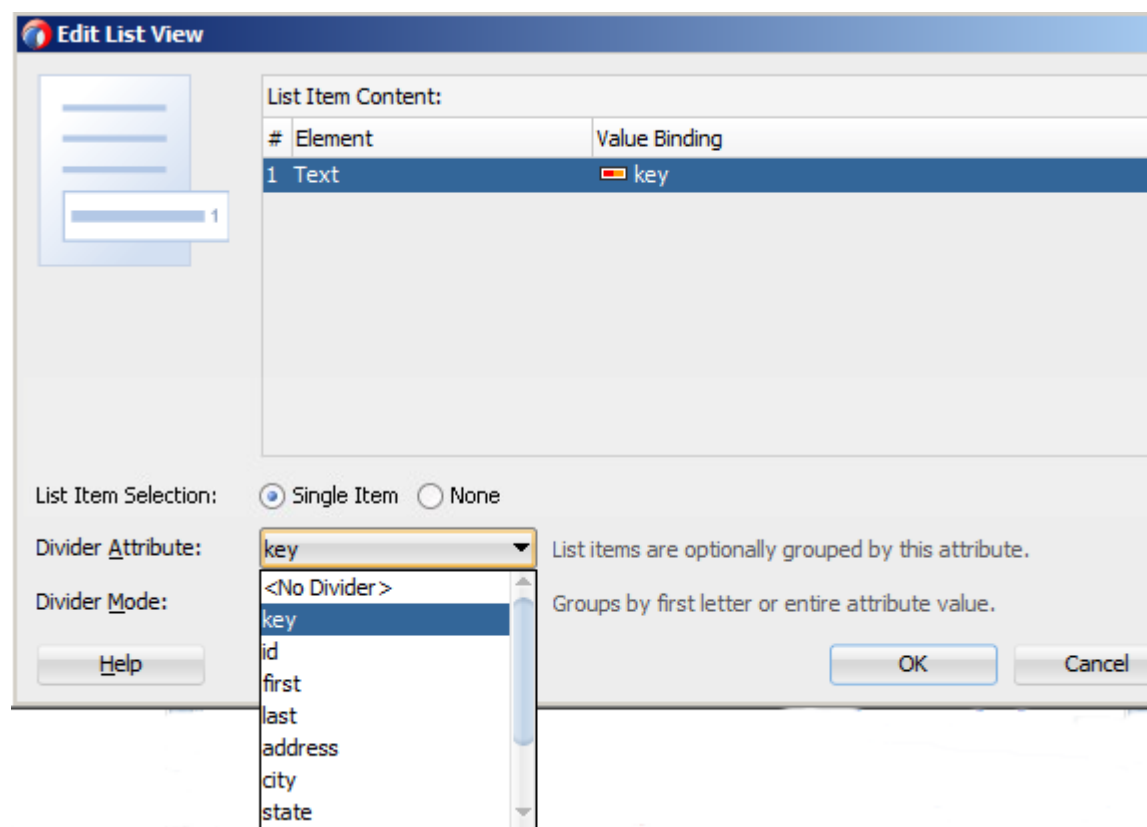 Edit List View
List Item Content:
# Element Value Binding
1 Text key
1
List Item Selection: Single Item None
Divider Attribute: key List items are optionally grouped by this attribute.
<No Divider>
Divider Mode: Groups by first letter or entire attribute value.
key
id
Help OK Cancel
first
last
address
city
state